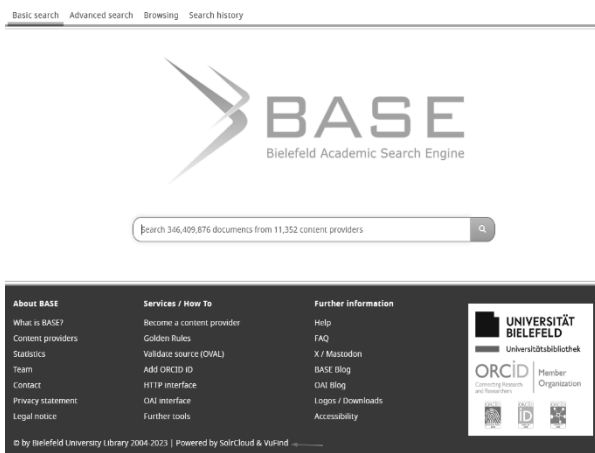 Basic search Advanced search Browsing Search history
BASE
Bielefeld Academic Search Engine
Search 346,409,876 documents from 11,352 content providers
About BASE
What is BASE?
Content providers
Statistics
Team
Contact
Privacy statement
Legal notice
Services / How To
Become a content provider
Golden Rules
Validate source (OVAL)
Add ORCID iD
HTTP interface
OAI interface
Further tools
Further information
Help
FAQ
X / Mastodon
BASE Blog
OAI Blog
Logos / Downloads
Accessibility
UNIVERSITÄT
BIELEFELD
Universitätsbibliothek
ORCID
Connecting Research
and Researchers
Member
Organization
iD
© by Bielefeld University Library 2004-2023 | Powered by SolrCloud & VuFind